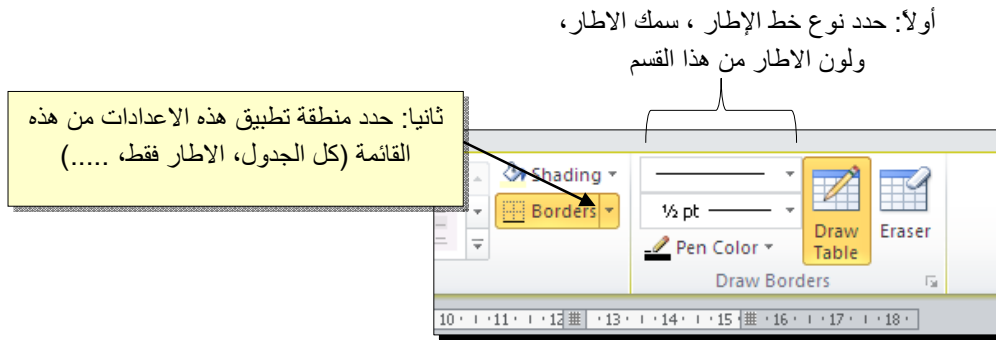 أولاً: حدد نوع خط الإطار ، سمك الاطار،
ولون الاطار من هذا القسم
ثانيا: حدد منطقة تطبيق هذه الاعدادات من هذه
القائمة (كل الجدول، الاطار فقط، .....)
Shading
Borders
½ pt
Pen Color
Draw
Table
Eraser
Draw Borders
10 11 12 13 14 15 16 17 18